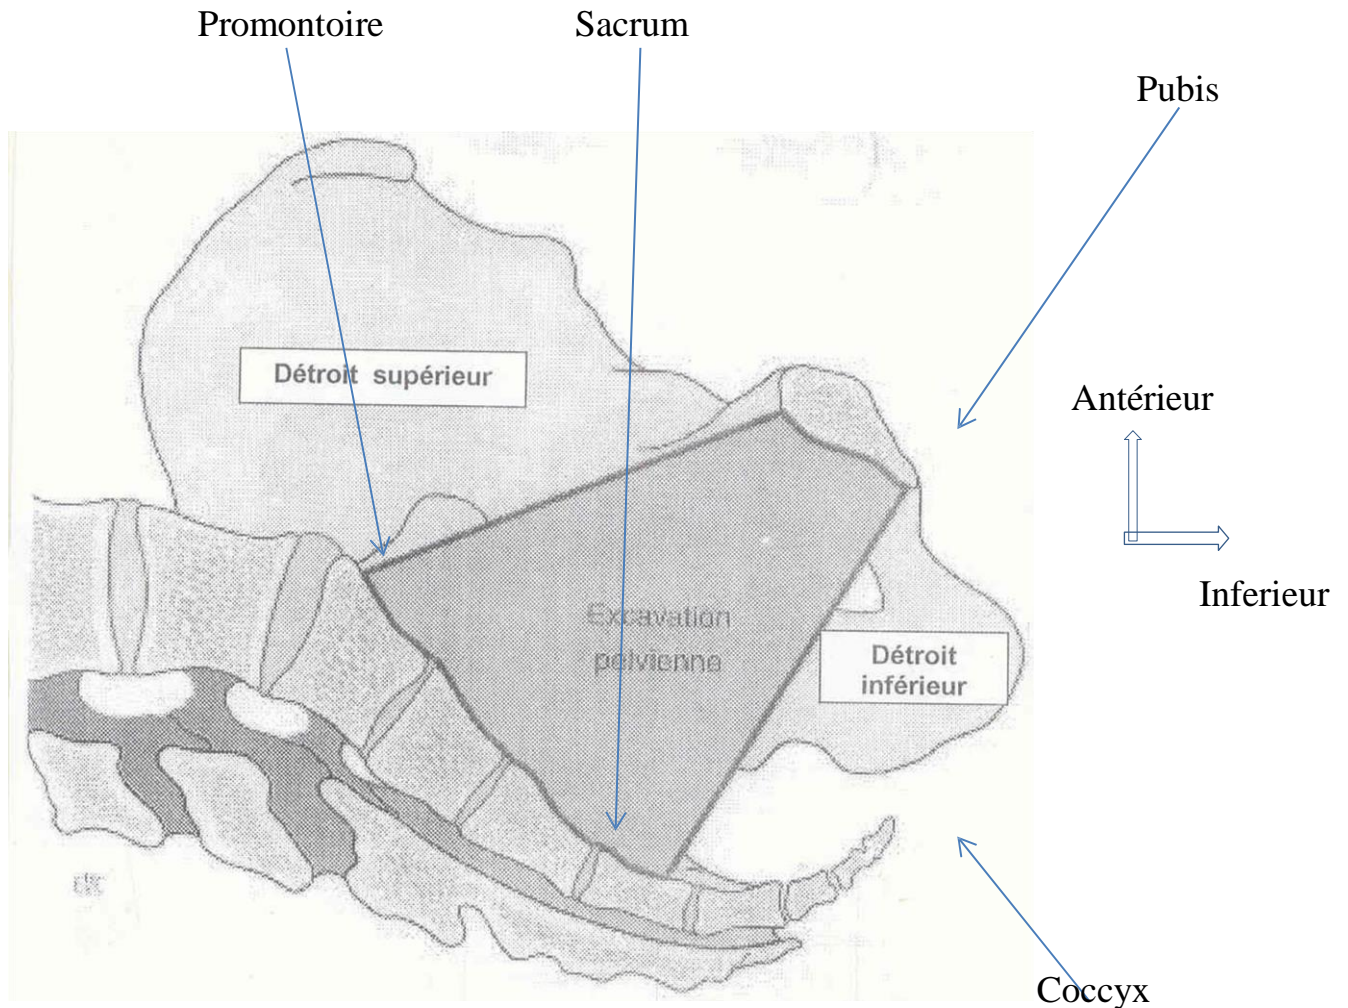 Promontoire
Sacrum
Pubis
Détroit supérieur
Antérieur
Inferieur
Excavation
pelvienne
Détroit
inférieur
Coccyx